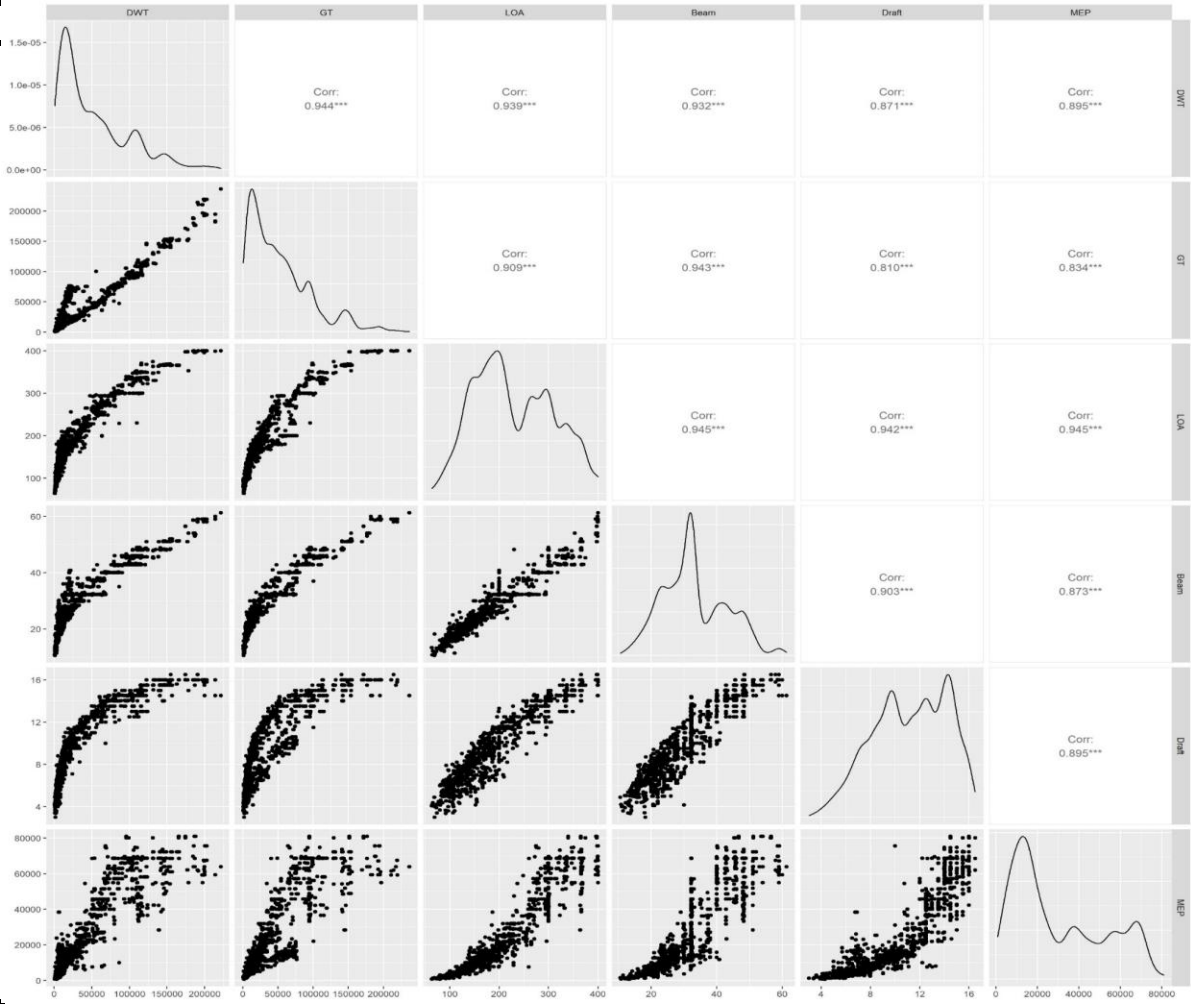 DWT GT LOA Beam Draft MEP
1.5e-05
1.0e-05
5.0e-06
0.0e+00
Corr:
0.944***
Corr:
0.939***
Corr:
0.932***
Corr:
0.871***
Corr:
0.895***
DWT
200000
150000
100000
50000
0
Corr:
0.909***
Corr:
0.943***
Corr:
0.810***
Corr:
0.834***
GT
400
300
200
100
Corr:
0.945***
Corr:
0.942***
Corr:
0.945***
LOA
60
40
20
Corr:
0.903***
Corr:
0.873***
Beam
16
12
8
4
Corr:
0.895***
Draft
80000
60000
40000
20000
0
MEP
0 50000 100000 150000 200000 0 50000 100000 150000 200000 100 200 300 400 20 40 60 4 8 12 16 0 20000 40000 60000 80000